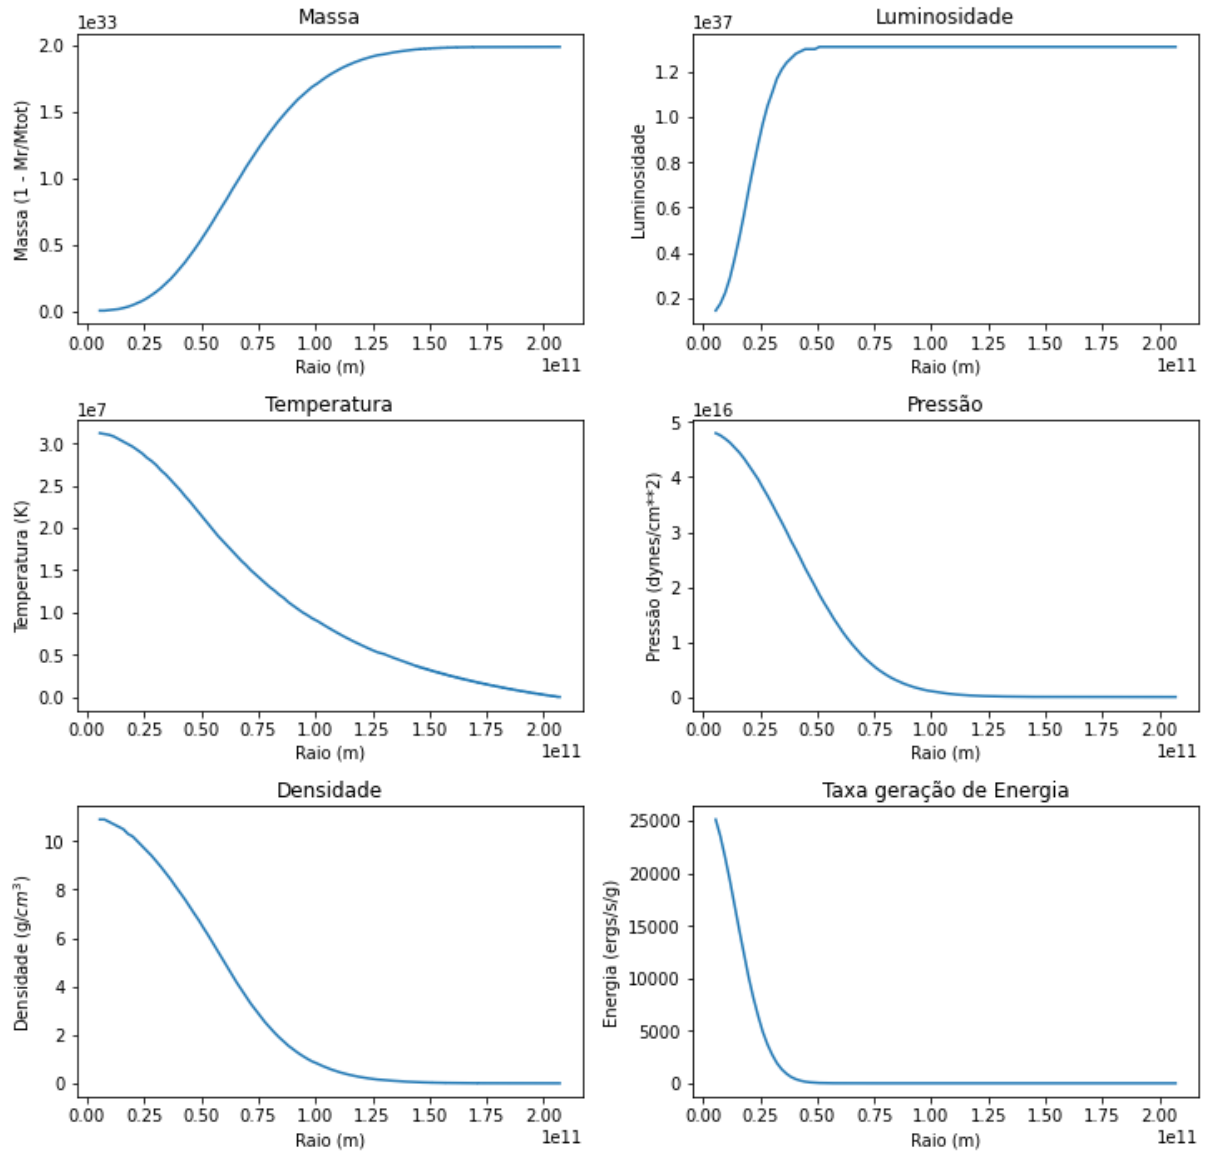 Massa
1e33
Massa (1 - Mr/Mtot)
2.0
1.5
1.0
0.5
0.0
0.00 0.25 0.50 0.75 1.00 1.25 1.50 1.75 2.00
Raio (m)
1e11
Luminosidade
1e37
Luminosidade
1.2
1.0
0.8
0.6
0.4
0.2
0.00 0.25 0.50 0.75 1.00 1.25 1.50 1.75 2.00
Raio (m)
1e11
Temperatura
1e7
Temperatura (K)
3.0
2.5
2.0
1.5
1.0
0.5
0.0
0.00 0.25 0.50 0.75 1.00 1.25 1.50 1.75 2.00
Raio (m)
1e11
Pressão
1e16
Pressão (dynes/cm**2)
5
4
3
2
1
0
0.00 0.25 0.50 0.75 1.00 1.25 1.50 1.75 2.00
Raio (m)
1e11
Densidade
Densidade (g/cm³)
10
8
6
4
2
0
0.00 0.25 0.50 0.75 1.00 1.25 1.50 1.75 2.00
Raio (m)
1e11
Taxa geração de Energia
Energia (ergs/s/g)
25000
20000
15000
10000
5000
0
0.00 0.25 0.50 0.75 1.00 1.25 1.50 1.75 2.00
Raio (m)
1e11